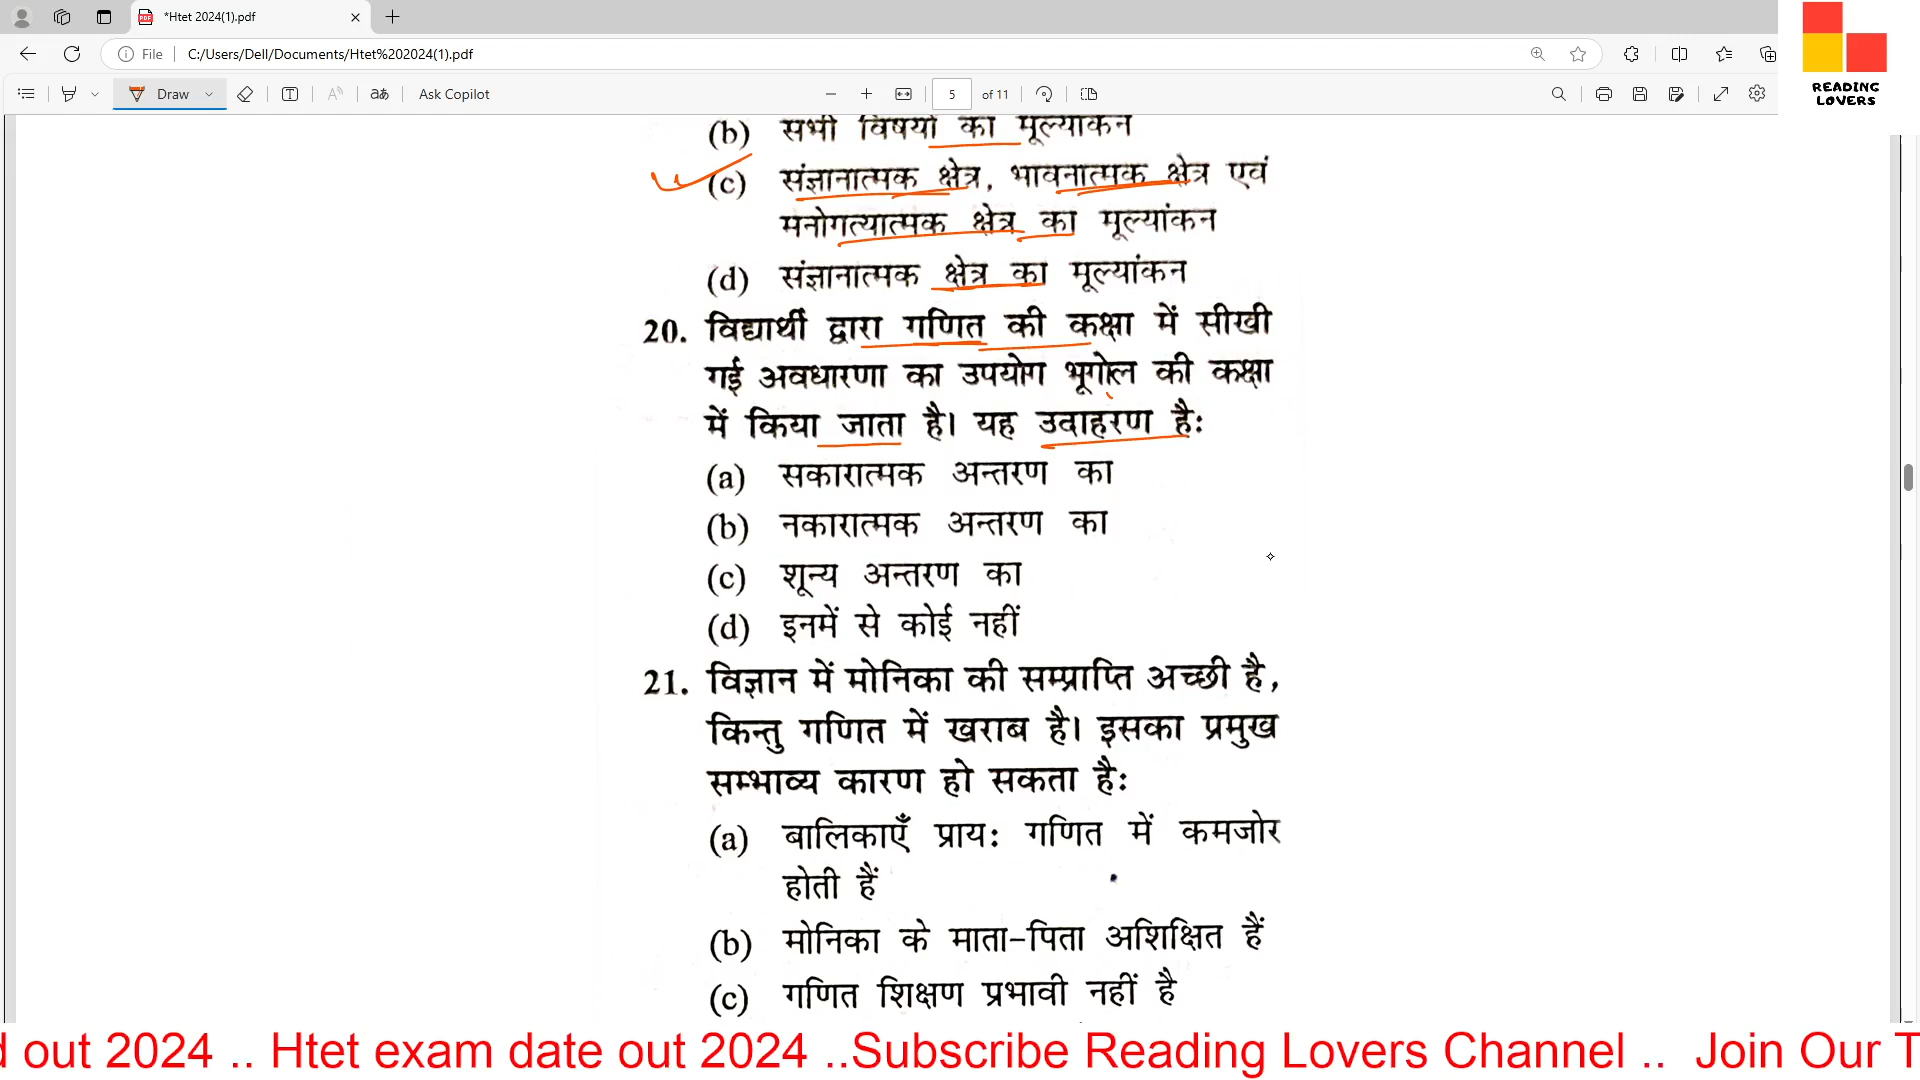 *Htet 2024(1).pdf
File
C:/Users/Dell/Documents/Htet%202024(1).pdf
READING
LOVERS
Draw
Ask Copilot
5
of 11
(b) सभी विषयों का मूल्यांकन
(c) संज्ञानात्मक क्षेत्र, भावनात्मक क्षेत्र एवं
मनोगत्यात्मक क्षेत्र का मूल्यांकन
(d) संज्ञानात्मक क्षेत्र का मूल्यांकन
20. विद्यार्थी द्वारा गणित की कक्षा में सीखी
गई अवधारणा का उपयोग भूगोल की कक्षा
में किया जाता है। यह उदाहरण है:
(a) सकारात्मक अन्तरण का
(b) नकारात्मक अन्तरण का
(c) शून्य अन्तरण का
(d) इनमें से कोई नहीं
21. विज्ञान में मोनिका की सम्प्राप्ति अच्छी है,
किन्तु गणित में खराब है। इसका प्रमुख
सम्भाव्य कारण हो सकता है:
(a) बालिकाएँ प्राय: गणित में कमजोर
होती हैं
(b) मोनिका के माता-पिता अशिक्षित हैं
(c) गणित शिक्षण प्रभावी नहीं है
d out 2024 .. Htet exam date out 2024 ..Subscribe Reading Lovers Channel .. Join Our T